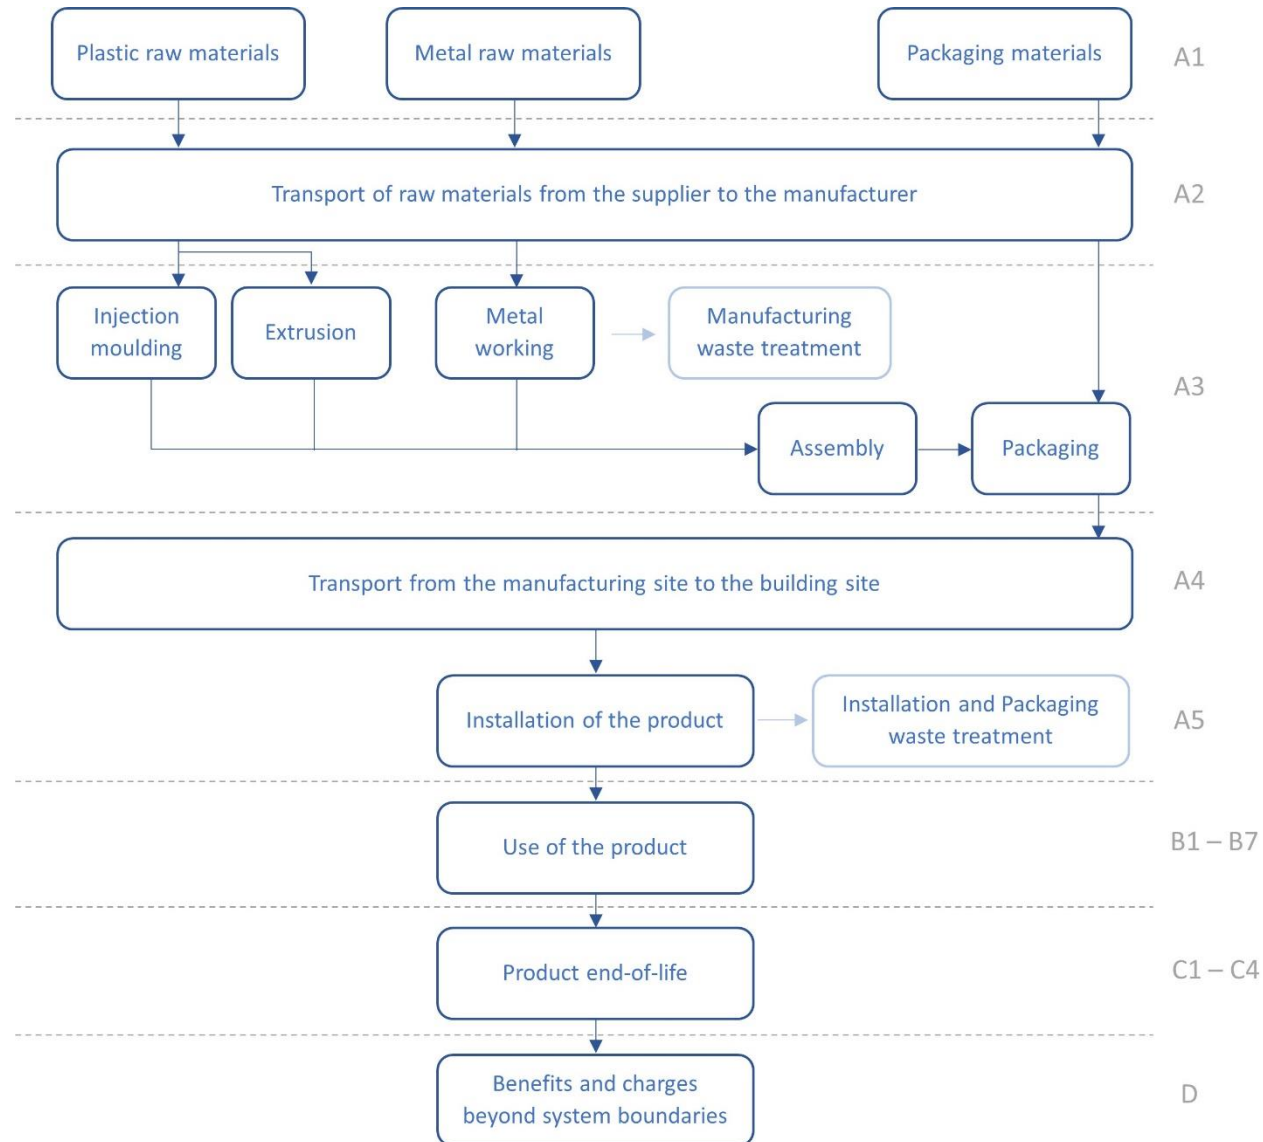 Plastic raw materials
Metal raw materials
Packaging materials
A1
Transport of raw materials from the supplier to the manufacturer
A2
Injection
moulding
Extrusion
Metal
working
Manufacturing
waste treatment
A3
Assembly
Packaging
Transport from the manufacturing site to the building site
A4
Installation of the product
Installation and Packaging
waste treatment
A5
Use of the product
B1 – B7
Product end-of-life
C1 – C4
Benefits and charges
beyond system boundaries
D